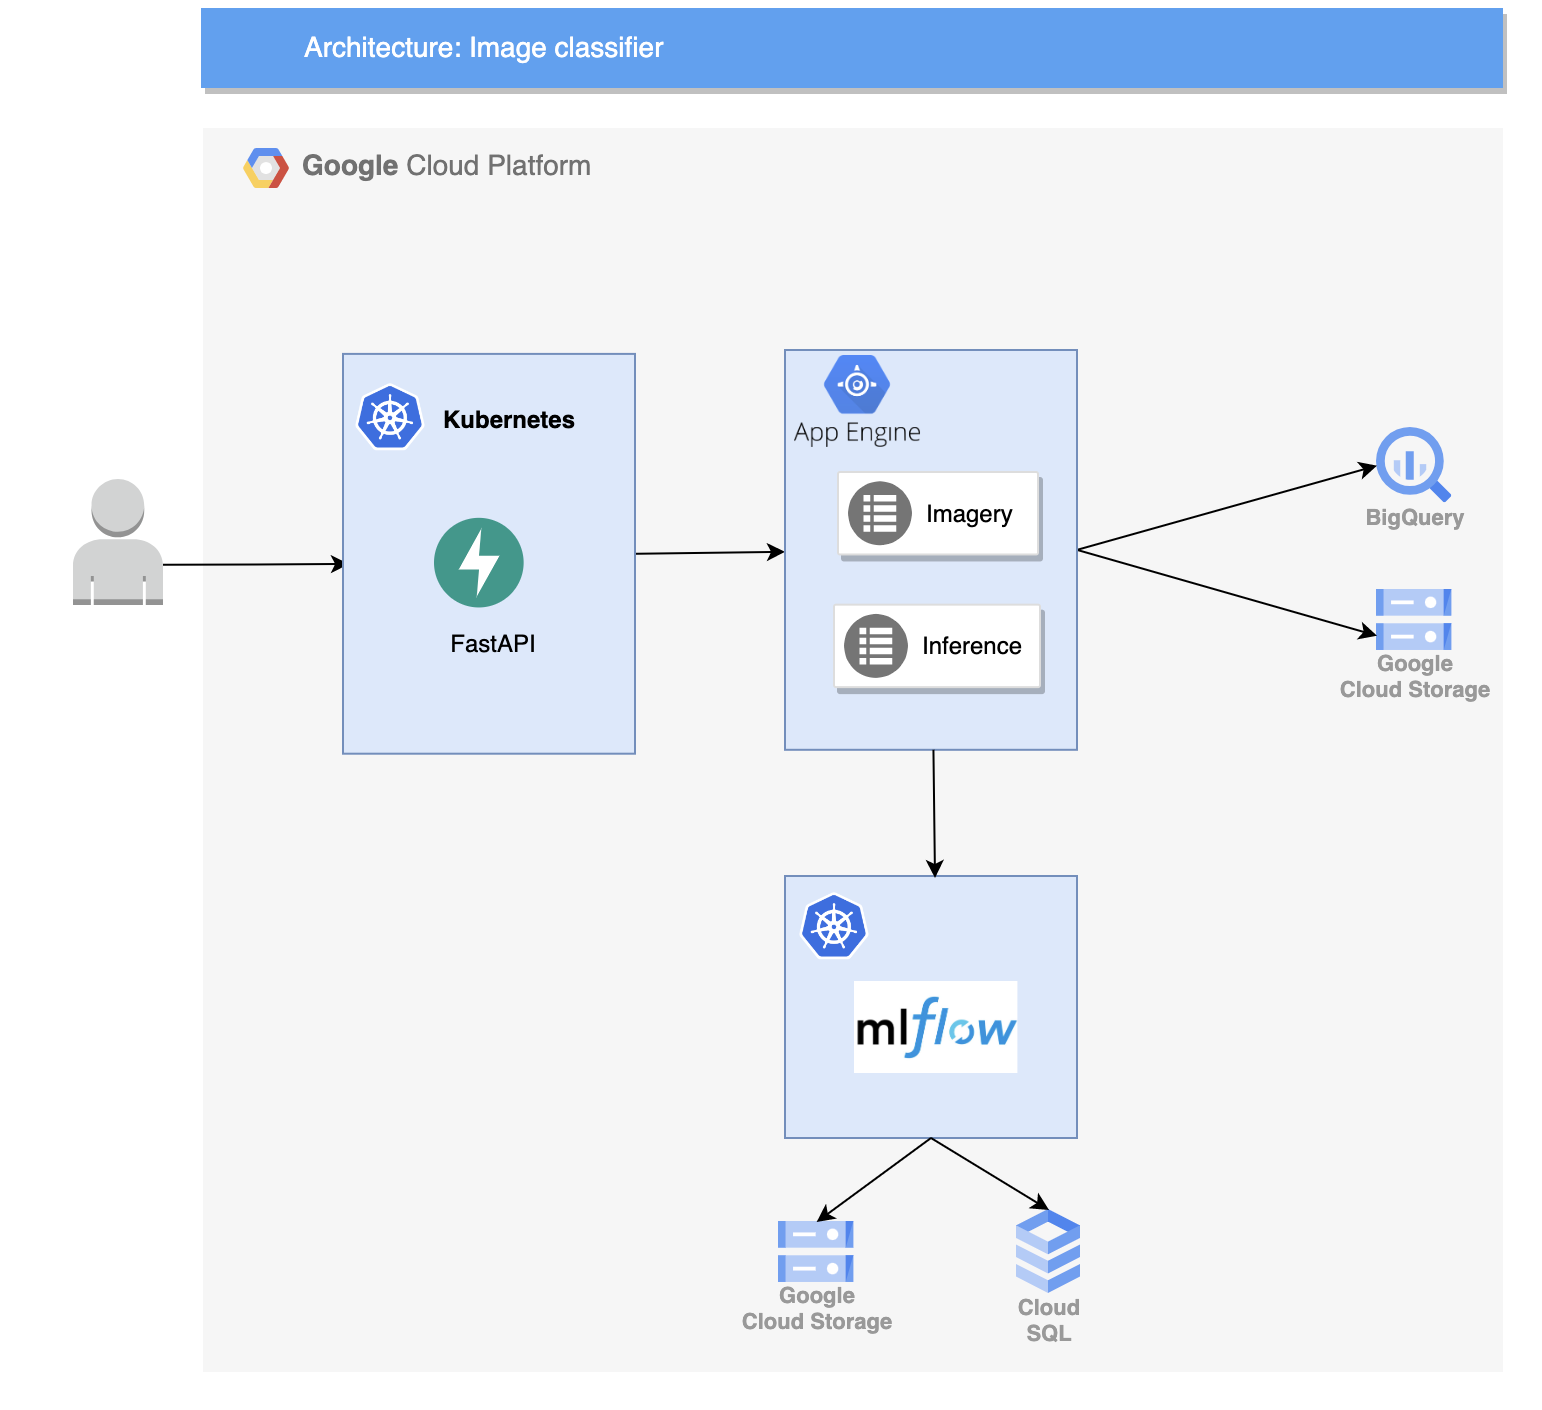 Architecture: Image classifier
Google Cloud Platform
Kubernetes
FastAPI
App Engine
Imagery
Inference
BigQuery
Google
Cloud Storage
mlflow
Google
Cloud Storage
Cloud
SQL